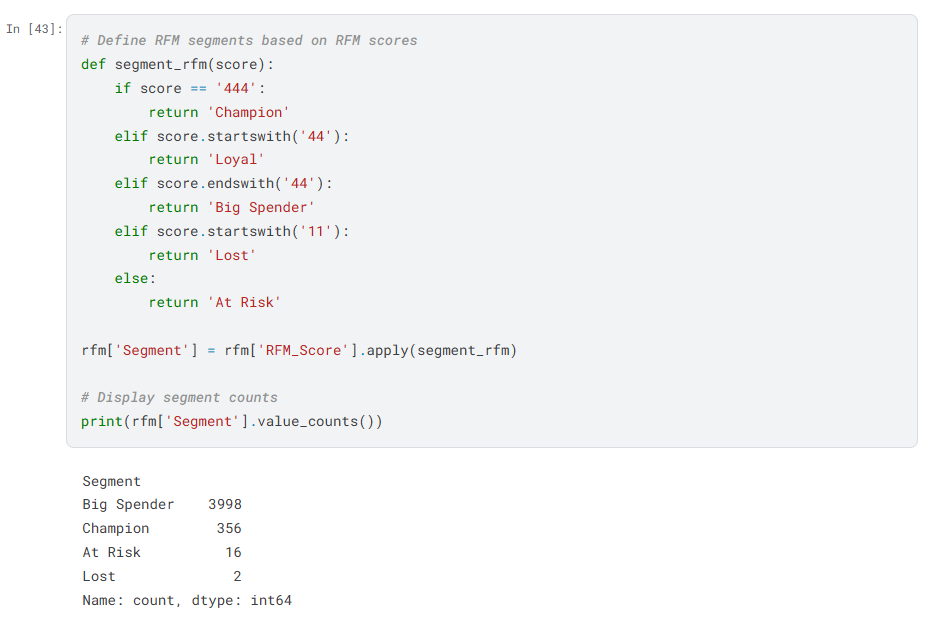 In [43]:
# Define RFM segments based on RFM scores
def segment_rfm(score):
    if score == '444':
        return 'Champion'
    elif score.startswith('44'):
        return 'Loyal'
    elif score.endswith('44'):
        return 'Big Spender'
    elif score.startswith('11'):
        return 'Lost'
    else:
        return 'At Risk'

rfm['Segment'] = rfm['RFM_Score'].apply(segment_rfm)

# Display segment counts
print(rfm['Segment'].value_counts())

Segment
Big Spender    3998
Champion        356
At Risk          16
Lost              2
Name: count, dtype: int64